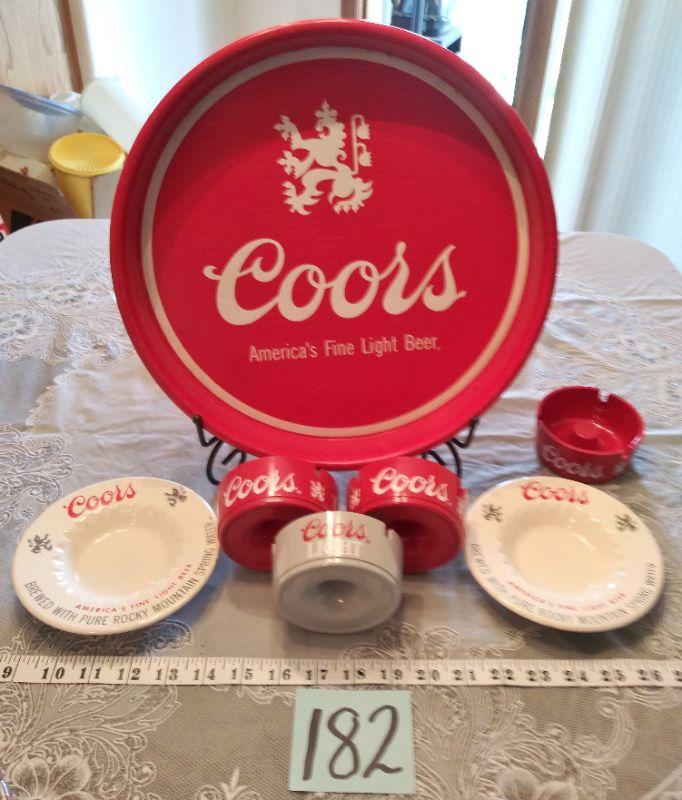 Coors
America's Fine Light Beer.
Coors
Coors
Coors
Coors
LIGHT
Coors
AMERICA'S FINE LIGHT BEER
BREWED WITH PURE ROCKY MOUNTAIN SPRING WATER
Coors
AMERICA'S FINE LIGHT BEER
BREWED WITH PURE ROCKY MOUNTAIN SPRING WATER
9 10 11 12 13 14 15 16 17 18 19 20 21 22 23 24 25 26
182